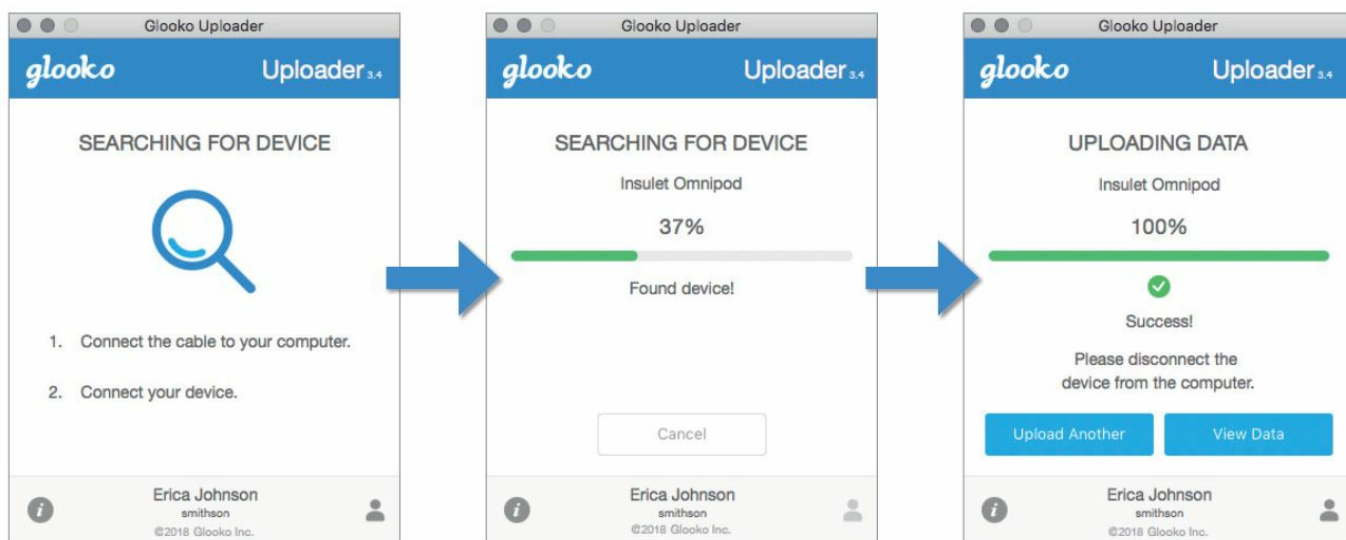 Glooko Uploader
glooko
Uploader 3.4
SEARCHING FOR DEVICE
1. Connect the cable to your computer.
2. Connect your device.
Erica Johnson
smithson
©2018 Glooko Inc.
Glooko Uploader
glooko
Uploader 3.4
SEARCHING FOR DEVICE
Insulet Omnipod
37%
Found device!
Cancel
Erica Johnson
smithson
©2018 Glooko Inc.
Glooko Uploader
glooko
Uploader 3.4
UPLOADING DATA
Insulet Omnipod
100%
Success!
Please disconnect the
device from the computer.
Upload Another
View Data
Erica Johnson
smithson
©2018 Glooko Inc.